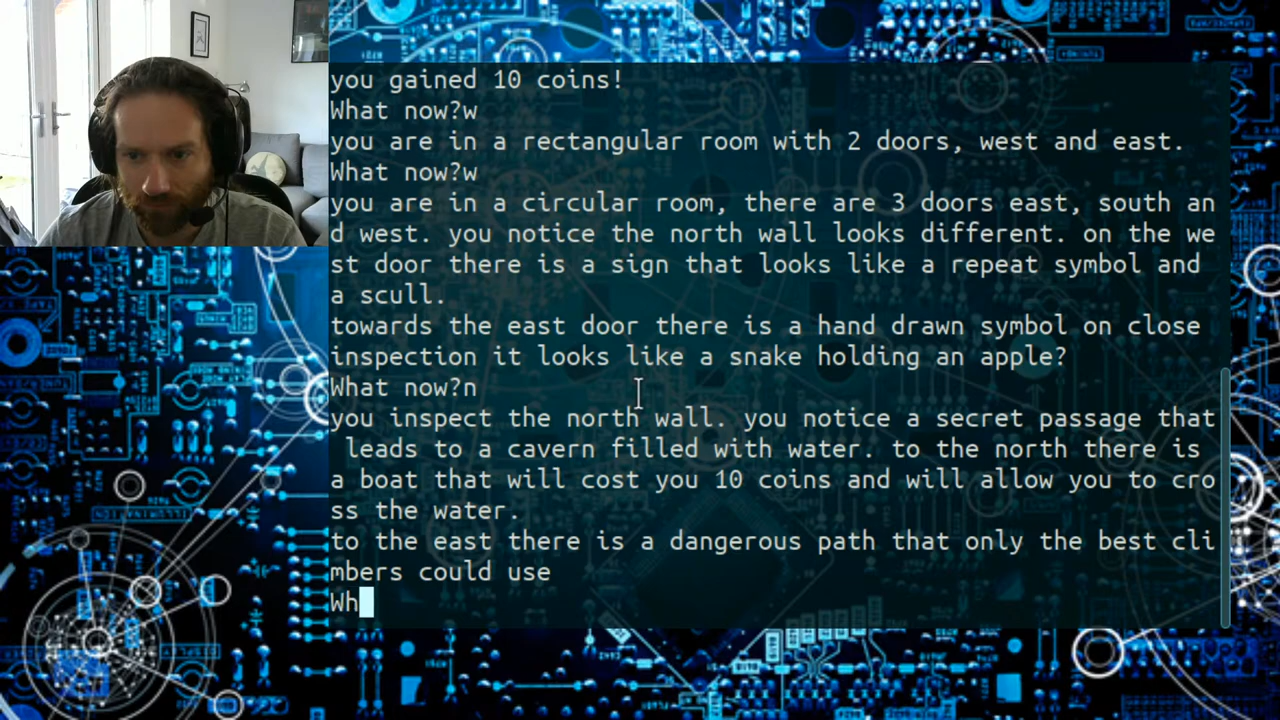 you gained 10 coins!
What now?w
you are in a rectangular room with 2 doors, west and east.
What now?w
you are in a circular room, there are 3 doors east, south an
d west. you notice the north wall looks different. on the we
st door there is a sign that looks like a repeat symbol and
a scull.
towards the east door there is a hand drawn symbol on close
inspection it looks like a snake holding an apple?
What now?n
you inspect the north wall. you notice a secret passage that
 leads to a cavern filled with water. to the north there is
a boat that will cost you 10 coins and will allow you to cro
ss the water.
to the east there is a dangerous path that only the best cli
mbers could use
Wh